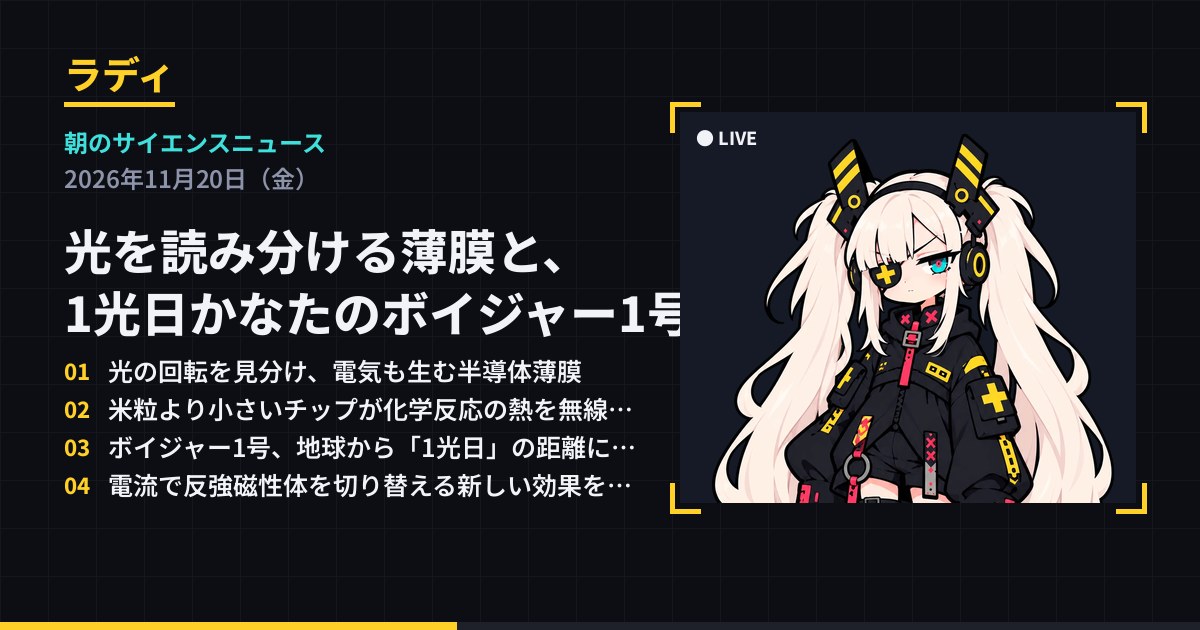 ラディ
朝のサイエンスニュース
2026年11月20日（金）
光を読み分ける薄膜と、
1光日かなたのボイジャー1号
01 光の回転を見分け、電気も生む半導体薄膜
02 米粒より小さいチップが化学反応の熱を無線…
03 ボイジャー1号、地球から「1光日」の距離に…
04 電流で反強磁性体を切り替える新しい効果を…
LIVE